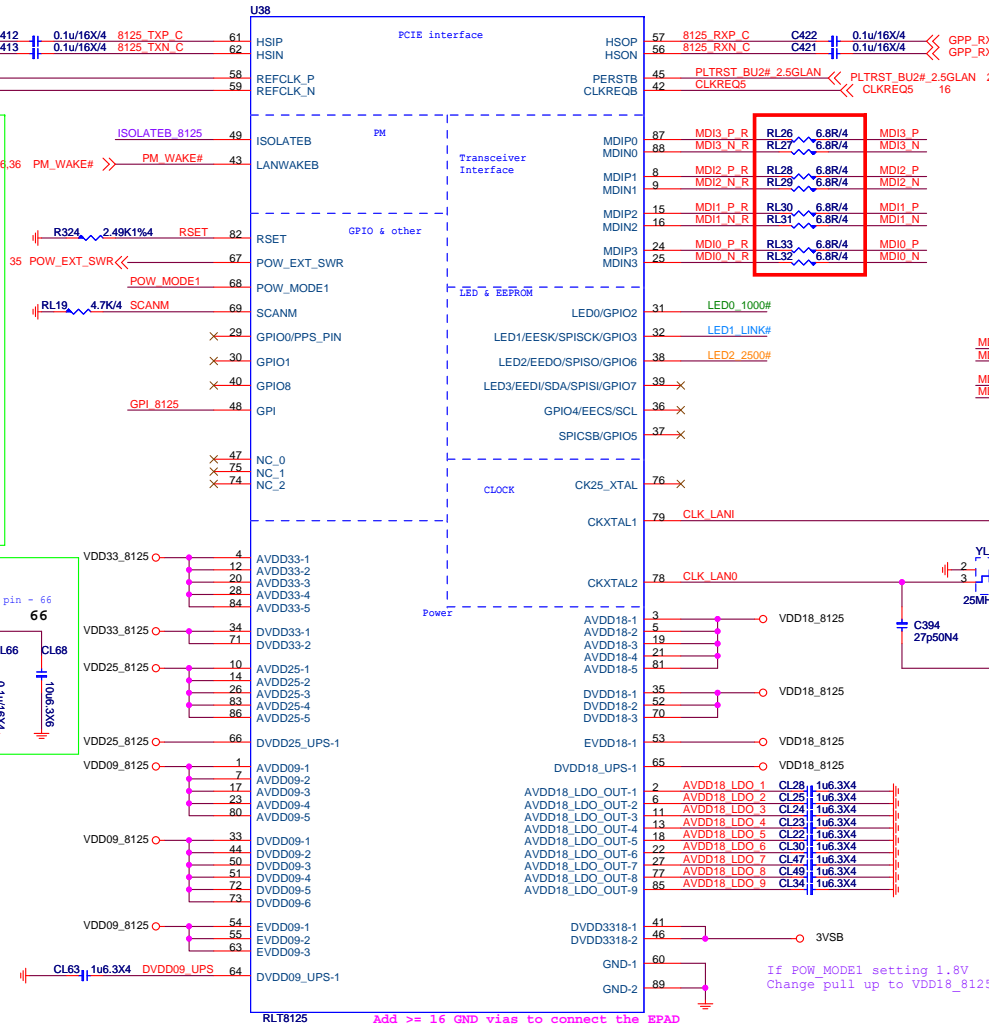 U38
412 0.1u/16X/4 8125_TXP_C 61 HSIP PCIE interface HSOP 57 8125_RXP_C C422 0.1u/16X/4 GPP_RX
413 0.1u/16X/4 8125_TXN_C 62 HSIN HSON 56 8125_RXN_C C421 0.1u/16X/4 GPP_RX
58 REFCLK_P PERSTB 45 PLTRST_BU2#_2.5GLAN PLTRST_BU2#_2.5GLAN 2
59 REFCLK_N CLKREQB 42 CLKREQ5 CLKREQ5 16
ISOLATEB_8125 49 ISOLATEB PM MDIP0 87 MDI3_P_R RL26 6.8R/4 MDI3_P
MDIN0 88 MDI3_N_R RL27 6.8R/4 MDI3_N
6,36 PM_WAKE# PM_WAKE# 43 LANWAKEB Transceiver
Interface
MDIP1 8 MDI2_P_R RL28 6.8R/4 MDI2_P
MDIN1 9 MDI2_N_R RL29 6.8R/4 MDI2_N
MDIP2 15 MDI1_P_R RL30 6.8R/4 MDI1_P
MDIN2 16 MDI1_N_R RL31 6.8R/4 MDI1_N
R324 2.49K1%4 RSET 82 RSET GPIO & other
MDIP3 24 MDI0_P_R RL33 6.8R/4 MDI0_P
35 POW_EXT_SWR 67 POW_EXT_SWR MDIN3 25 MDI0_N_R RL32 6.8R/4 MDI0_N
POW_MODE1 68 POW_MODE1 LED & EEPROM
RL19 4.7K/4 SCANM 69 SCANM LED0/GPIO2 31 LED0_1000#
29 GPIO0/PPS_PIN LED1/EESK/SPISCK/GPIO3 32 LED1_LINK#
30 GPIO1 LED2/EEDO/SPISO/GPIO6 38 LED2_2500#
40 GPIO8 LED3/EEDI/SDA/SPISI/GPIO7 39
GPI_8125 48 GPI GPIO4/EECS/SCL 36
SPICSB/GPIO5 37
47 NC_0
75 NC_1
74 NC_2 CLOCK CK25_XTAL 76
CKXTAL1 79 CLK_LANI
VDD33_8125 4 AVDD33-1
12 AVDD33-2
20 AVDD33-3
28 AVDD33-4
84 AVDD33-5
CKXTAL2 78 CLK_LAN0
YL
2
3
25MH
pin - 66
66
Power
AVDD18-1 3 VDD18_8125
AVDD18-2 5
AVDD18-3 19
AVDD18-4 21
AVDD18-5 81
C394
27p50N4
VDD33_8125 34 DVDD33-1
71 DVDD33-2
L66 CL68
0.1u/16X4 10u6.3X6
VDD25_8125 10 AVDD25-1
14 AVDD25-2
26 AVDD25-3
83 AVDD25-4
86 AVDD25-5
DVDD18-1 35 VDD18_8125
DVDD18-2 52
DVDD18-3 70
VDD25_8125 66 DVDD25_UPS-1 EVDD18-1 53 VDD18_8125
VDD09_8125 1 AVDD09-1 DVDD18_UPS-1 65 VDD18_8125
7 AVDD09-2
17 AVDD09-3
23 AVDD09-4
80 AVDD09-5
AVDD18_LDO_OUT-1 2 AVDD18_LDO_1 CL28 1u6.3X4
AVDD18_LDO_OUT-2 6 AVDD18_LDO_2 CL25 1u6.3X4
AVDD18_LDO_OUT-3 11 AVDD18_LDO_3 CL24 1u6.3X4
AVDD18_LDO_OUT-4 13 AVDD18_LDO_4 CL23 1u6.3X4
AVDD18_LDO_OUT-5 18 AVDD18_LDO_5 CL22 1u6.3X4
AVDD18_LDO_OUT-6 22 AVDD18_LDO_6 CL30 1u6.3X4
AVDD18_LDO_OUT-7 27 AVDD18_LDO_7 CL47 1u6.3X4
AVDD18_LDO_OUT-8 77 AVDD18_LDO_8 CL49 1u6.3X4
AVDD18_LDO_OUT-9 85 AVDD18_LDO_9 CL34 1u6.3X4
VDD09_8125 33 DVDD09-1
44 DVDD09-2
50 DVDD09-3
51 DVDD09-4
72 DVDD09-5
73 DVDD09-6
VDD09_8125 54 EVDD09-1
55 EVDD09-2
63 EVDD09-3
DVDD3318-1 41
DVDD3318-2 46 3VSB
CL63 1u6.3X4 DVDD09_UPS 64 DVDD09_UPS-1
GND-1 60
GND-2 89
If POW_MODE1 setting 1.8V
Change pull up to VDD18_8125
RLT8125 Add >= 16 GND vias to connect the EPAD